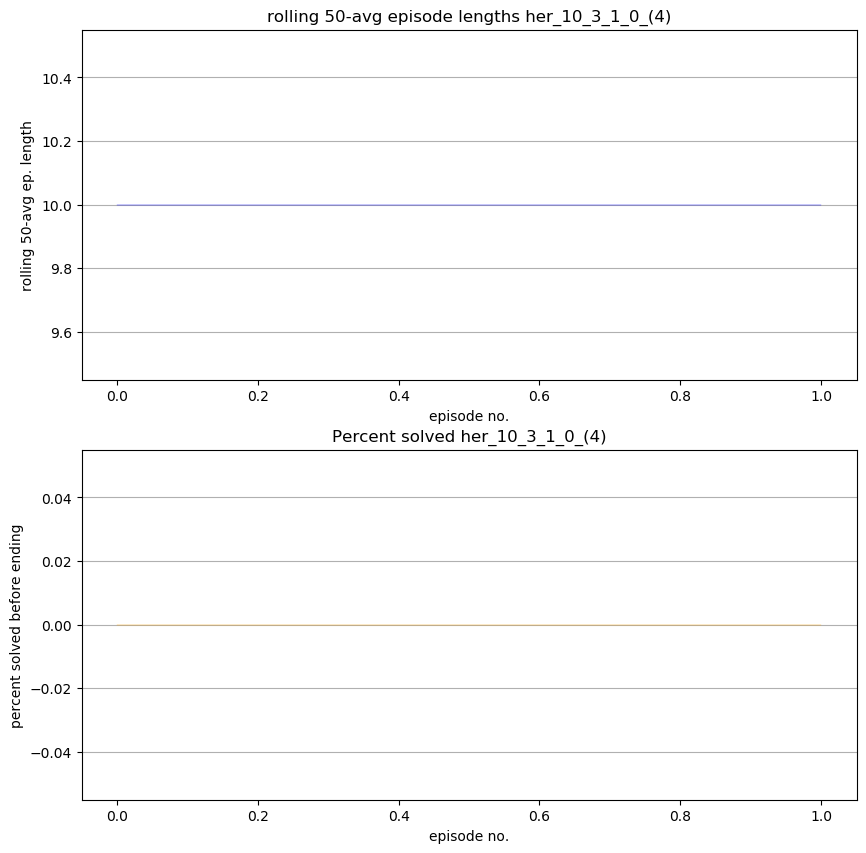 rolling 50-avg episode lengths her_10_3_1_0_(4)
10.4
10.2
10.0
9.8
9.6
rolling 50-avg ep. length
0.0 0.2 0.4 0.6 0.8 1.0
episode no.
Percent solved her_10_3_1_0_(4)
0.04
0.02
0.00
−0.02
−0.04
percent solved before ending
0.0 0.2 0.4 0.6 0.8 1.0
episode no.